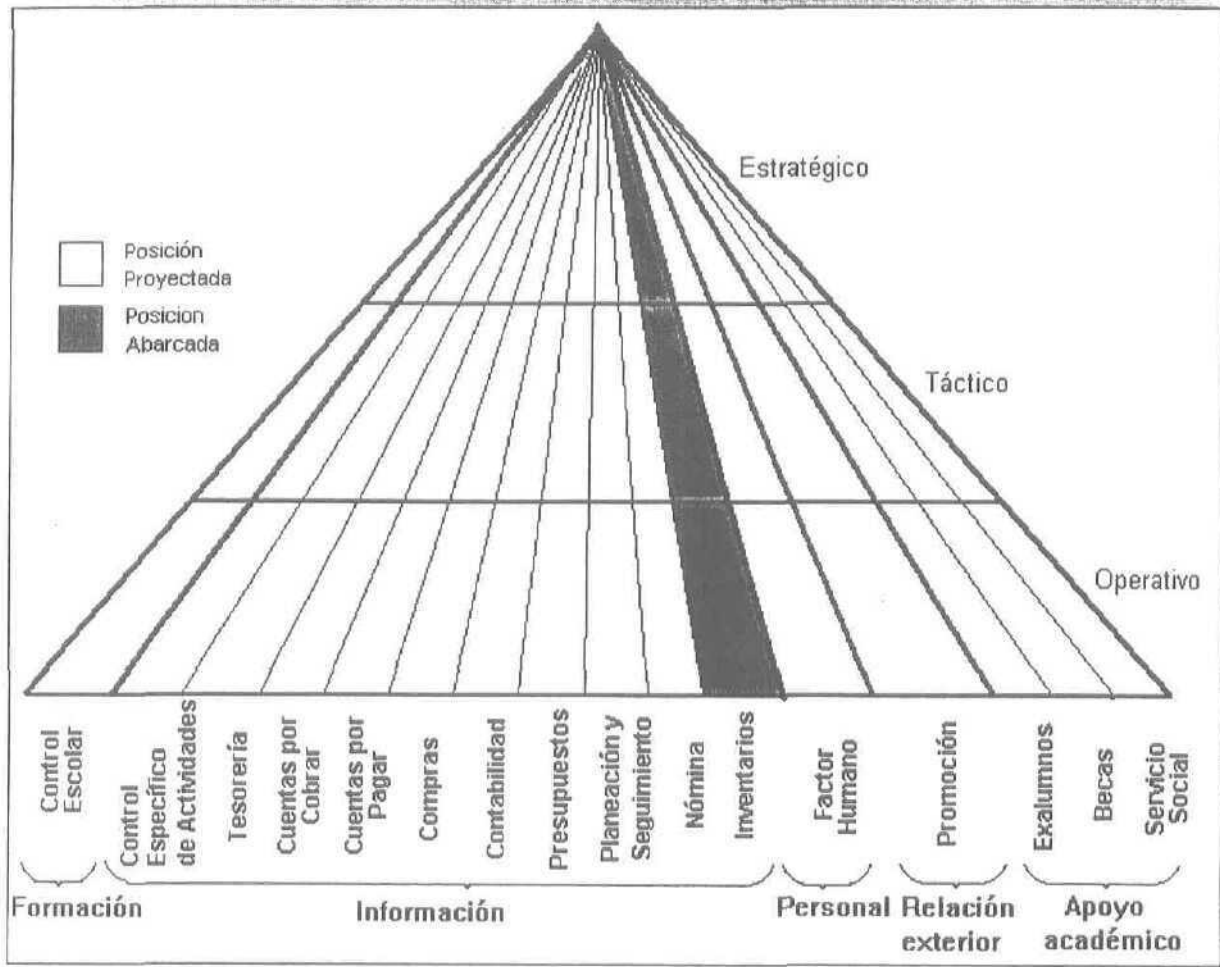 Estratégico
Posición
Proyectada
Posicion
Abarcada
Táctico
Operativo
Control
Escolar
Control
Específico
de Actividades
Tesorería
Cuentas por
Cobrar
Cuentas por
Pagar
Compras
Contabilidad
Presupuestos
Planeación y
Seguimiento
Nómina
Inventarios
Factor
Humano
Promoción
Exalumnos
Becas
Servicio
Social
Formación
Información
Personal
Relación
exterior
Apoyo
académico